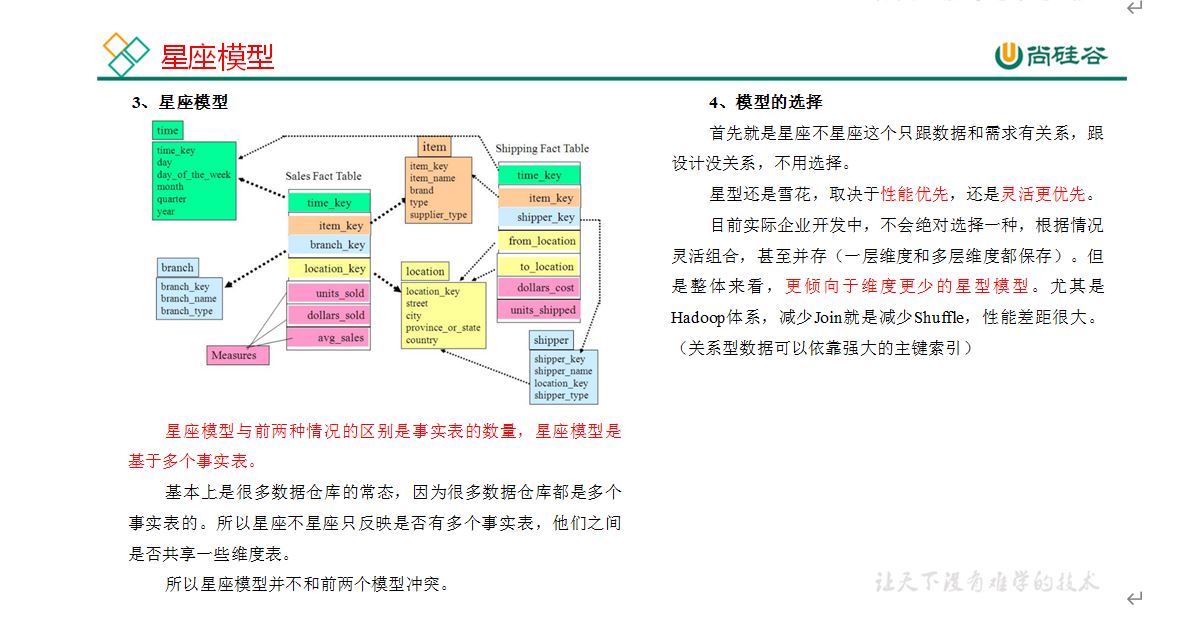 星座模型
尚硅谷
3、星座模型
time
time_key
day
day_of_the_week
month
quarter
year
Sales Fact Table
time_key
item_key
branch_key
location_key
units_sold
dollars_sold
avg_sales
Measures
branch
branch_key
branch_name
branch_type
item
item_key
item_name
brand
type
supplier_type
location
location_key
street
city
province_or_state
country
Shipping Fact Table
time_key
item_key
shipper_key
from_location
to_location
dollars_cost
units_shipped
shipper
shipper_key
shipper_name
location_key
shipper_type
星座模型与前两种情况的区别是事实表的数量，星座模型是
基于多个事实表。
基本上是很多数据仓库的常态，因为很多数据仓库都是多个
事实表的。所以星座不星座只反映是否有多个事实表，他们之间
是否共享一些维度表。
所以星座模型并不和前两个模型冲突。
4、模型的选择
首先就是星座不星座这个只跟数据和需求有关系，跟
设计没关系，不用选择。
星型还是雪花，取决于性能优先，还是灵活更优先。
目前实际企业开发中，不会绝对选择一种，根据情况
灵活组合，甚至并存（一层维度和多层维度都保存）。但
是整体来看，更倾向于维度更少的星型模型。尤其是
Hadoop体系，减少Join就是减少Shuffle，性能差距很大。
（关系型数据可以依靠强大的主键索引）
让天下没有难学的技术